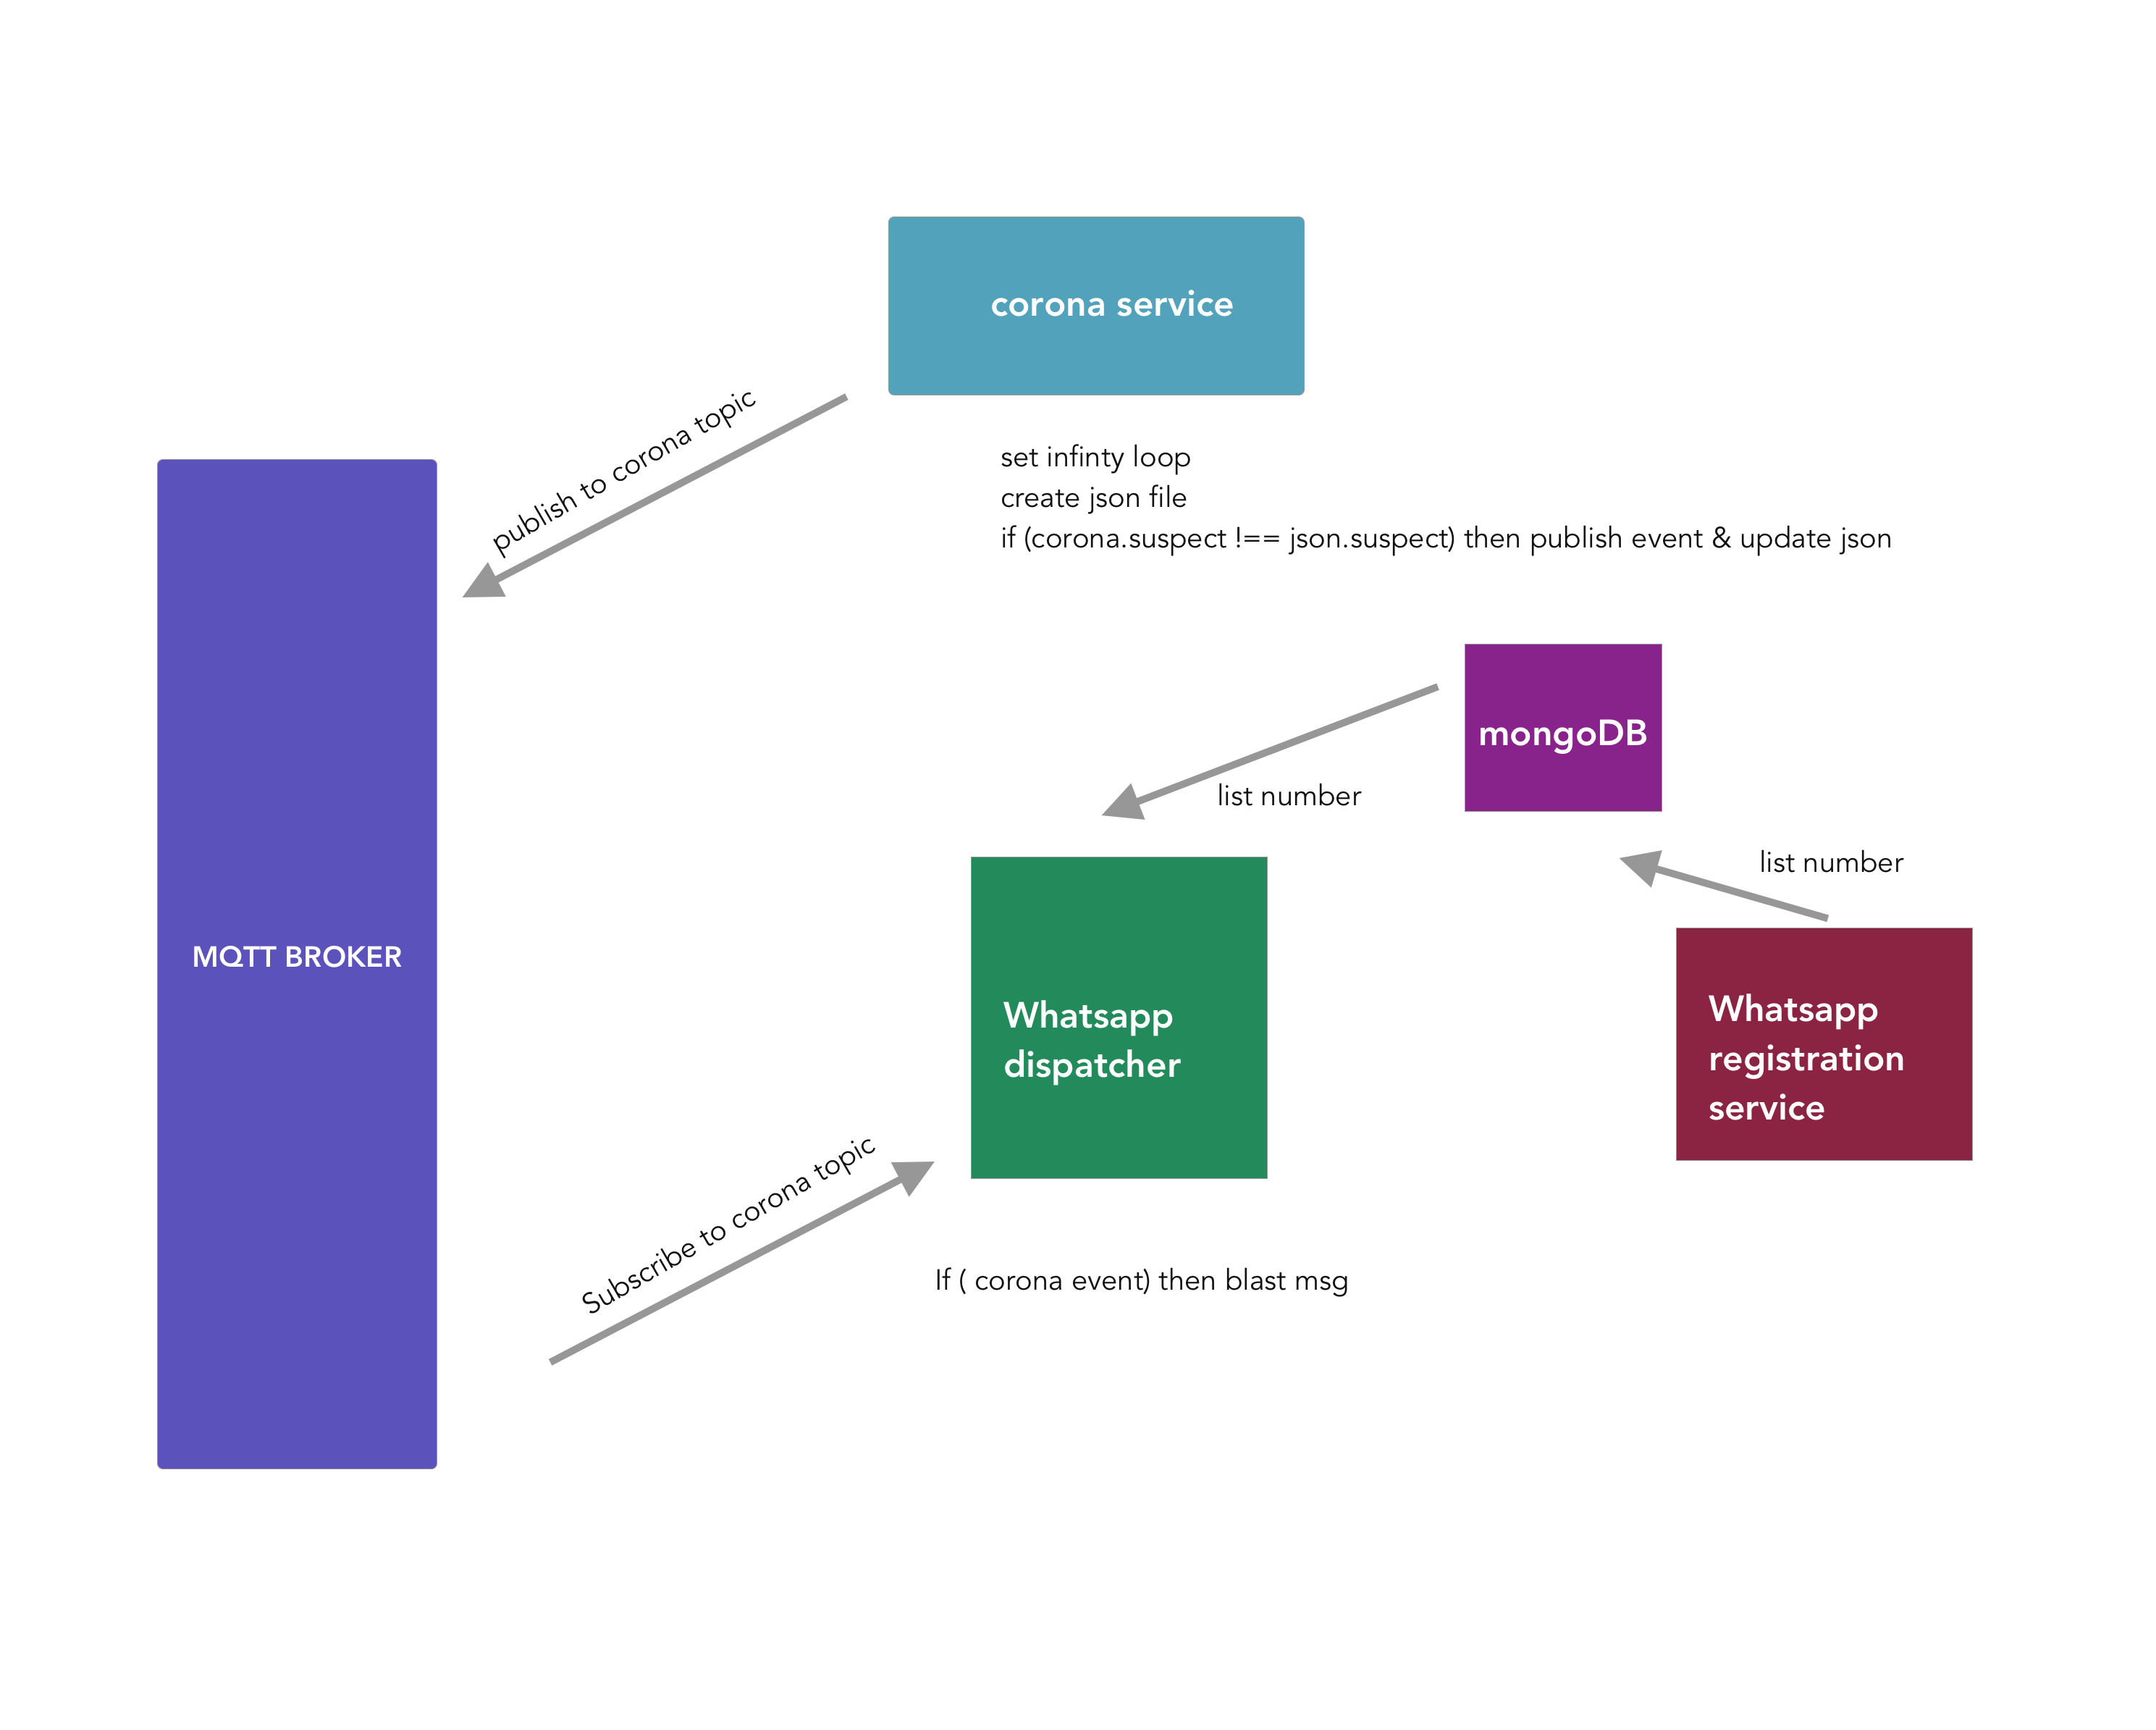 corona service
publish to corona topic
set infinty loop
create json file
if (corona.suspect !== json.suspect) then publish event & update json
mongoDB
list number
list number
MQTT BROKER
Whatsapp
dispatcher
Whatsapp
registration
service
Subscribe to corona topic
If ( corona event) then blast msg